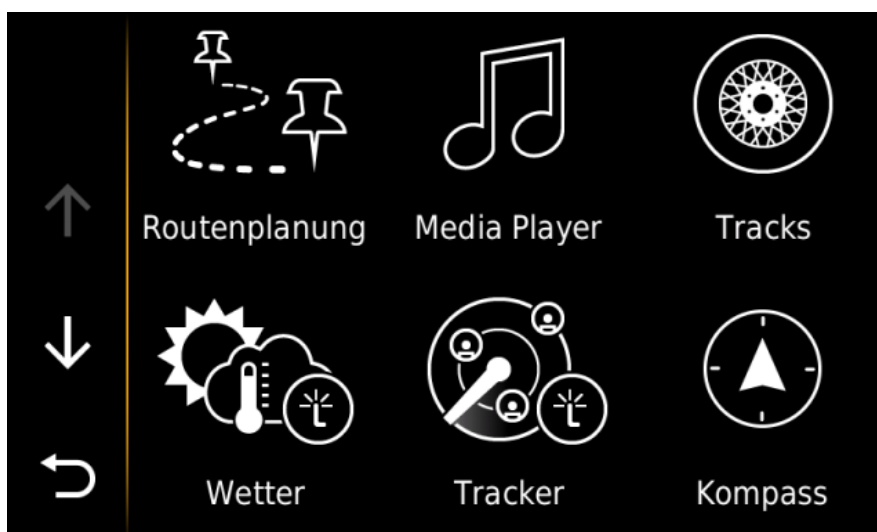 Routenplanung
Media Player
Tracks
Wetter
Tracker
Kompass